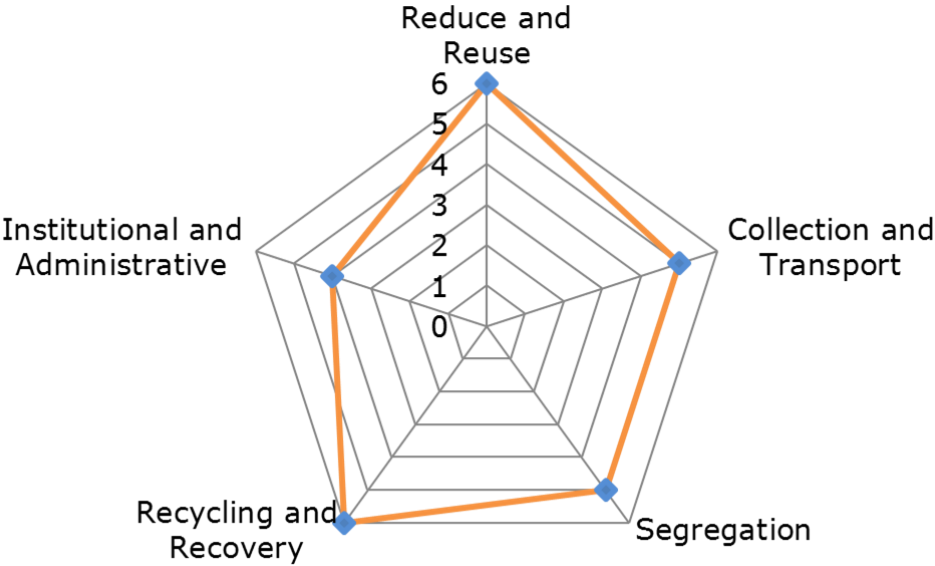 Reduce and
Reuse
6
5
4
3
2
1
0
Institutional and
Administrative
Collection and
Transport
Recycling and
Recovery
Segregation